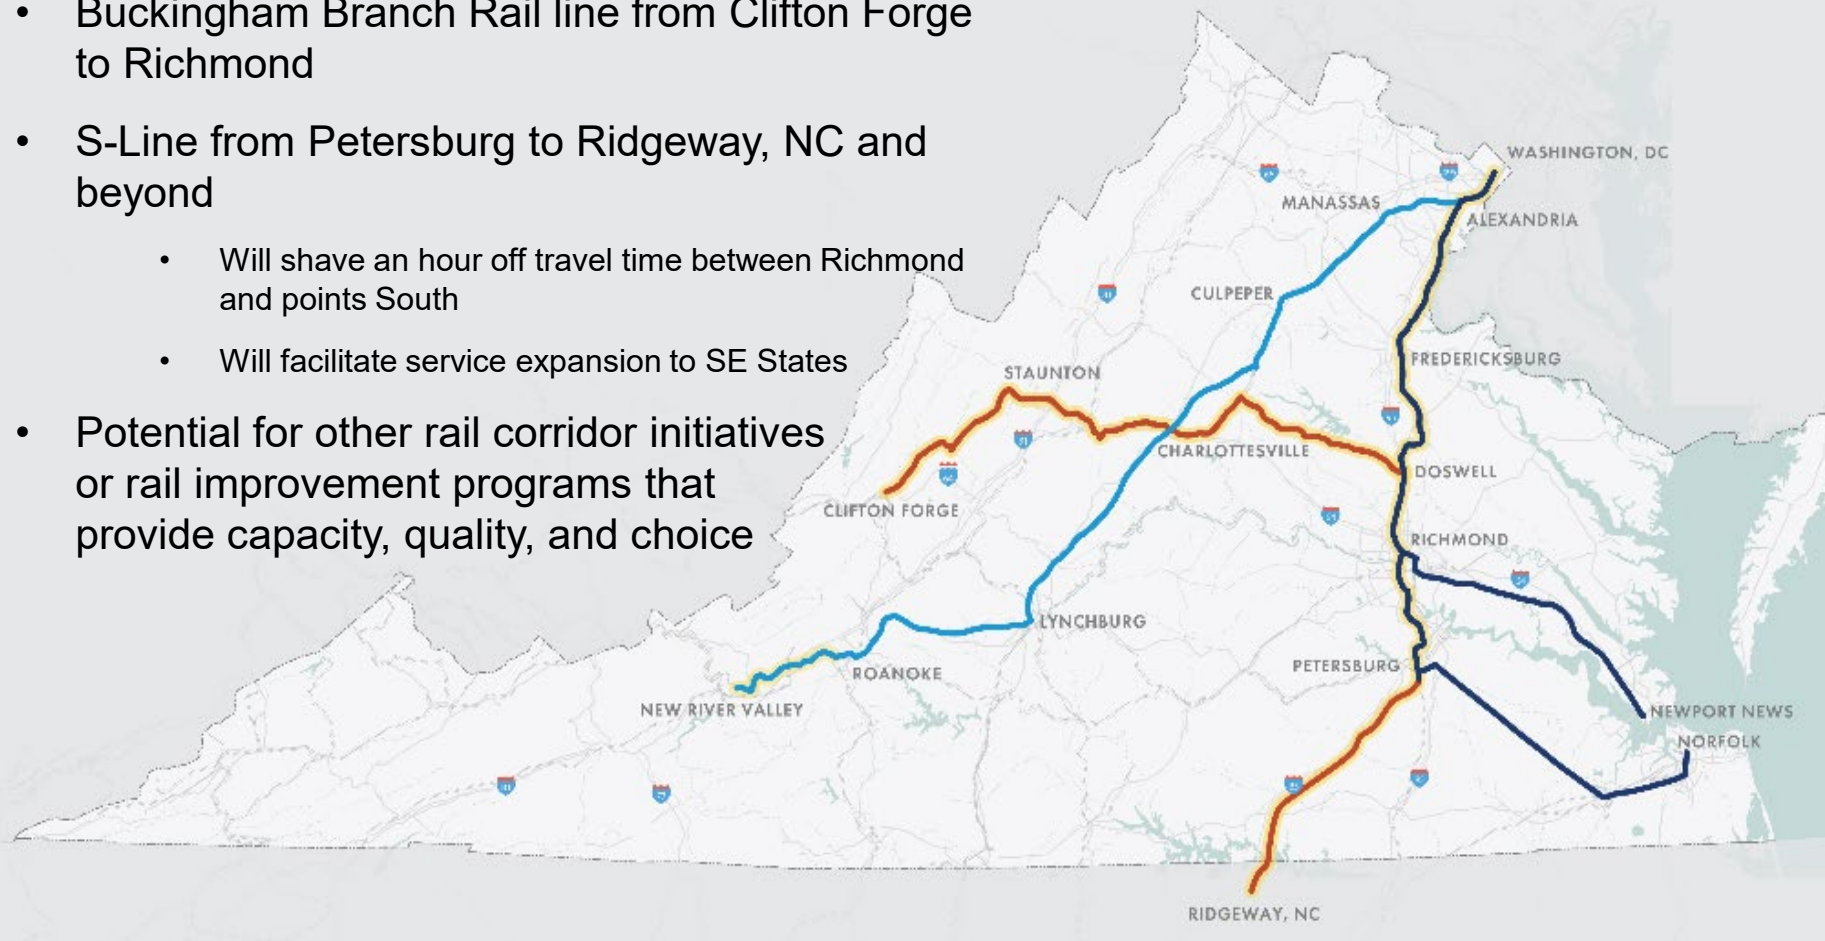 • Buckingham Branch Rail line from Clifton Forge
to Richmond
• S-Line from Petersburg to Ridgeway, NC and
beyond
• Will shave an hour off travel time between Richmond
and points South
• Will facilitate service expansion to SE States
• Potential for other rail corridor initiatives
or rail improvement programs that
provide capacity, quality, and choice
WASHINGTON, DC
MANASSAS
ALEXANDRIA
CULPEPER
FREDERICKSBURG
STAUNTON
CHARLOTTESVILLE
DOSWELL
CLIFTON FORGE
RICHMOND
LYNCHBURG
PETERSBURG
ROANOKE
NEW RIVER VALLEY
NEWPORT NEWS
NORFOLK
RIDGEWAY, NC